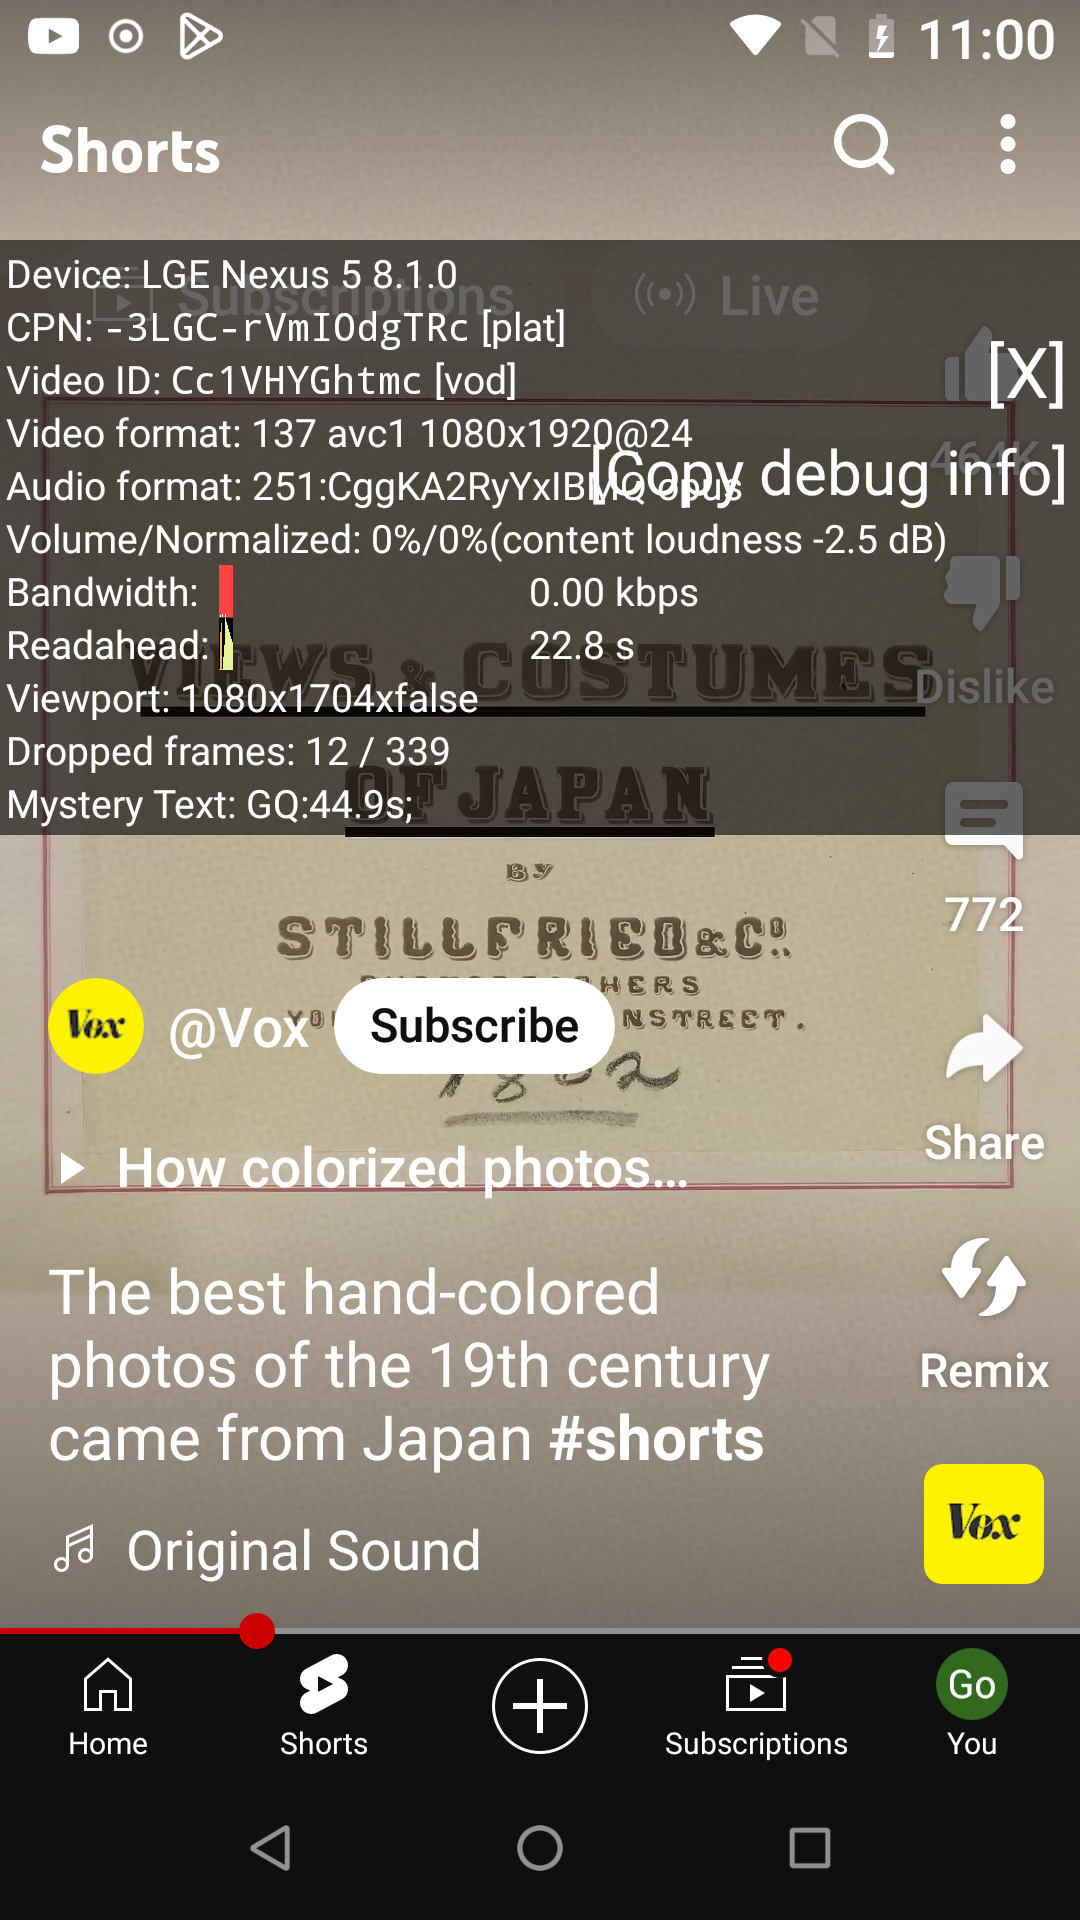 11:00
Shorts
Subscriptions
Live
Device: LGE Nexus 5 8.1.0
CPN: -3LGC-rVmIOdgTRc [plat]
Video ID: Cc1VHYGhtmc [vod]
[X]
Video format: 137 avc1 1080x1920@24
464K
[Copy debug info]
Audio format: 251:CggKA2RyYxIBMQ opus
Volume/Normalized: 0%/0%(content loudness -2.5 dB)
Bandwidth: 0.00 kbps
Readahead: 22.8 s
VIEWS & COSTUMES
Dislike
Viewport: 1080x1704xfalse
Dropped frames: 12 / 339
OF JAPAN
Mystery Text: GQ:44.9s;
BY
772
STILLFRIED & Co.
Vox
@Vox
Subscribe
Share
How colorized photos...
The best hand-colored
photos of the 19th century
came from Japan #shorts
Remix
Vox
Original Sound
Home
Shorts
Subscriptions
Go
You